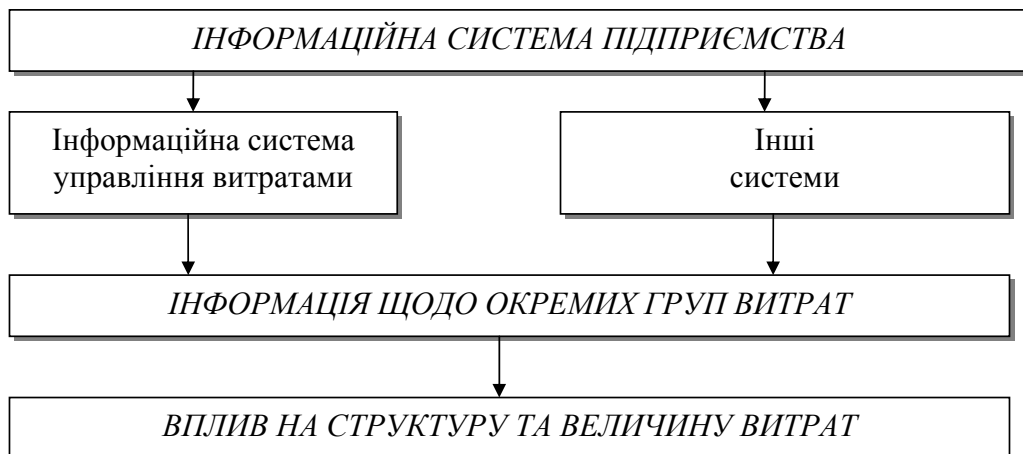 ІНФОРМАЦІЙНА СИСТЕМА ПІДПРИЄМСТВА
Інформаційна система
управління витратами
Інші
системи
ІНФОРМАЦІЯ ЩОДО ОКРЕМИХ ГРУП ВИТРАТ
ВПЛИВ НА СТРУКТУРУ ТА ВЕЛИЧИНУ ВИТРАТ